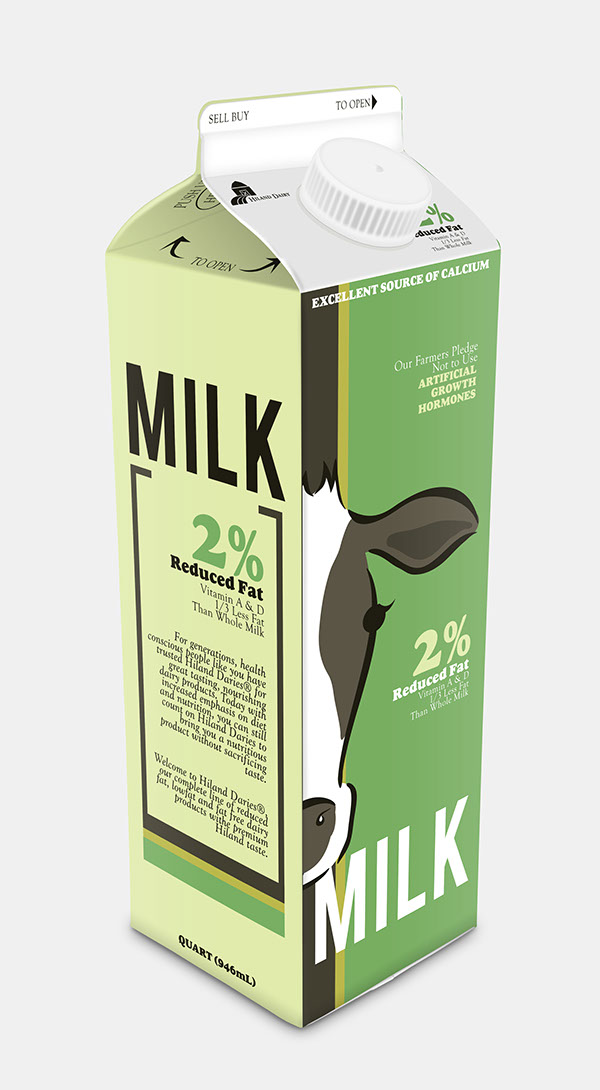 SELL BUY
TO OPEN
HILAND DAIRY
TO OPEN
2%
Reduced Fat
Vitamin A & D
1/3 Less Fat
Than Whole Milk
EXCELLENT SOURCE OF CALCIUM
Our Farmers Pledge
Not to Use
ARTIFICIAL
GROWTH
HORMONES
2%
Reduced Fat
Vitamin A & D
1/3 Less Fat
Than Whole Milk
MILK
MILK
2%
Reduced Fat
Vitamin A & D
1/3 Less Fat
Than Whole Milk
For generations, health
conscious people like you have
trusted Hiland Daries® for
great tasting, nourishing
dairy products. Today with
increased emphasis on diet
and nutrition, you can still
count on Hiland Daries to
bring you a nutritious
product without sacrificing
taste.
Welcome to Hiland Daries®,
our complete line of reduced
fat, lowfat and fat free dairy
products withe premium
Hiland taste.
QUART (946mL)